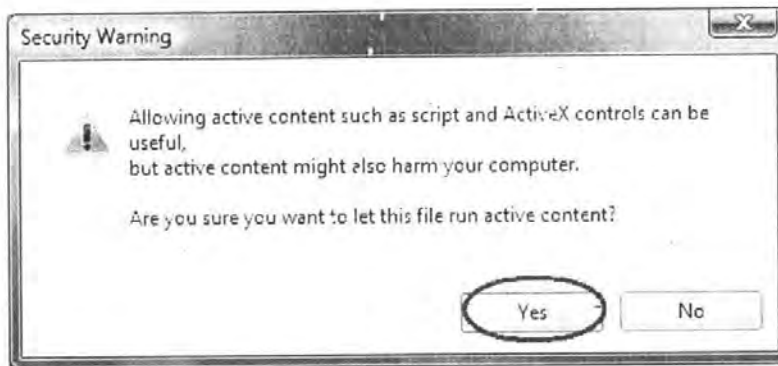 Security Warning
Allowing active content such as script and ActiveX controls can be
useful,
but active content might also harm your computer.
Are you sure you want to let this file run active content?
Yes
No